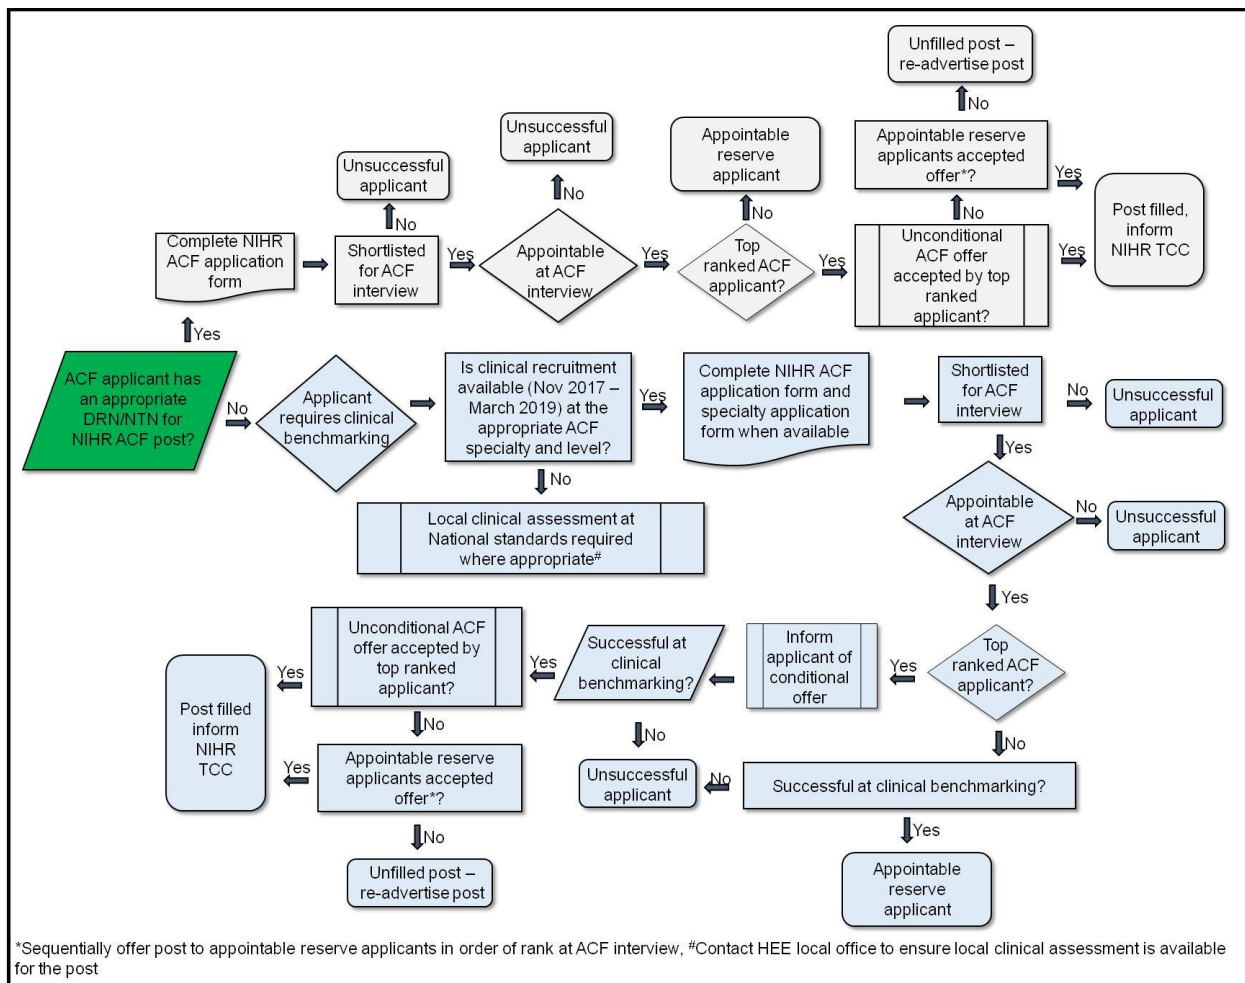 Unfilled post –
re-advertise post
No
Unsuccessful
applicant
Appointable
reserve
applicant
Appointable reserve
applicants accepted
offer*?
Yes
Unsuccessful
applicant
No
No
No
No
Complete NIHR
ACF application
form
Shortlisted
for ACF
interview
Yes
Appointable
at ACF
interview
Yes
Top
ranked ACF
applicant?
Yes
Unconditional
ACF offer
accepted by top
ranked
applicant?
Yes
Post filled,
inform
NIHR TCC
Yes
ACF applicant has
an appropriate
DRN/NTN for
NIHR ACF post?
No
Applicant
requires clinical
benchmarking
Is clinical recruitment
available (Nov 2017 –
March 2019) at the
appropriate ACF
specialty and level?
Yes
Complete NIHR ACF
application form and
specialty application
form when available
Shortlisted
for ACF
interview
No
Unsuccessful
applicant
Yes
No
Local clinical assessment at
National standards required
where appropriate#
Appointable
at ACF
interview
No
Unsuccessful
applicant
Yes
Top
ranked ACF
applicant?
Yes
Inform
applicant of
conditional
offer
Successful at
clinical
benchmarking?
Yes
Unconditional ACF
offer accepted by
top ranked
applicant?
Yes
Post filled
inform
NIHR
TCC
No
Appointable reserve
applicants accepted
offer*?
Yes
No
Unfilled post –
re-advertise post
No
Unsuccessful
applicant
No
No
Successful at clinical benchmarking?
Yes
Appointable
reserve
applicant
*Sequentially offer post to appointable reserve applicants in order of rank at ACF interview, #Contact HEE local office to ensure local clinical assessment is available
for the post